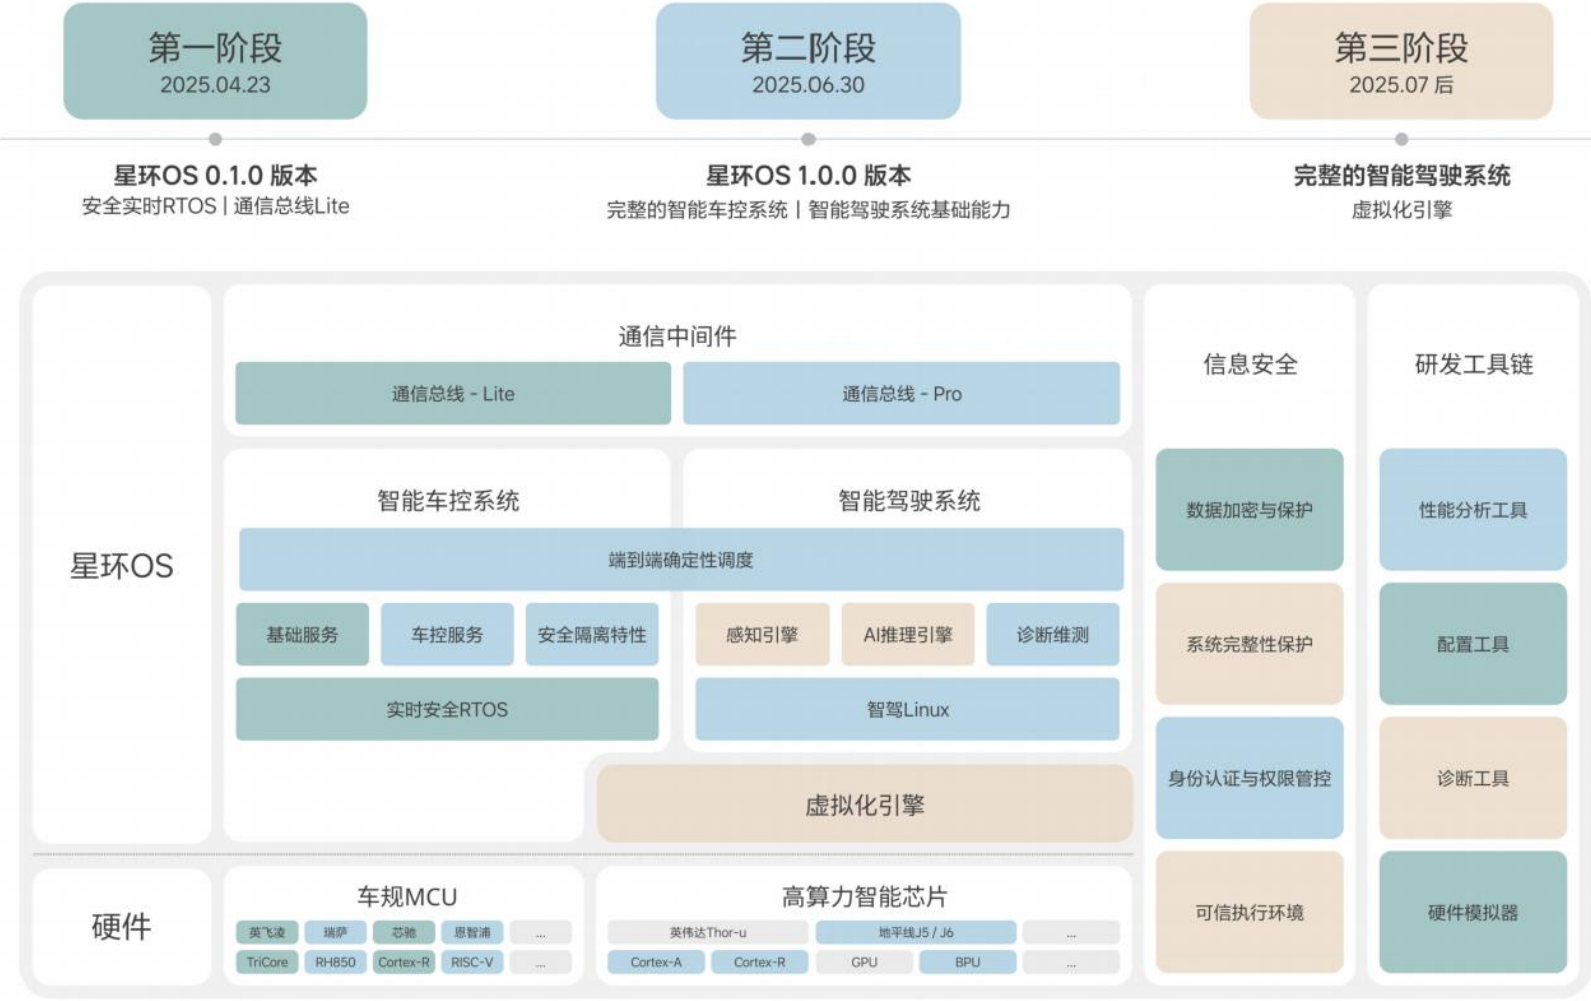 第一阶段
2025.04.23
第二阶段
2025.06.30
第三阶段
2025.07 后
星环OS 0.1.0 版本
安全实时RTOS | 通信总线Lite
星环OS 1.0.0 版本
完整的智能车控系统 | 智能驾驶系统基础能力
完整的智能驾驶系统
虚拟化引擎
星环OS
通信中间件
通信总线 - Lite
通信总线 - Pro
智能车控系统
智能驾驶系统
端到端确定性调度
基础服务
车控服务
安全隔离特性
感知引擎
AI推理引擎
诊断维测
实时安全RTOS
智驾Linux
虚拟化引擎
信息安全
数据加密与保护
系统完整性保护
身份认证与权限管控
可信执行环境
研发工具链
性能分析工具
配置工具
诊断工具
硬件模拟器
硬件
车规MCU
英飞凌
瑞萨
芯驰
恩智浦
...
TriCore
RH850
Cortex-R
RISC-V
...
高算力智能芯片
英伟达Thor-u
地平线J5 / J6
...
Cortex-A
Cortex-R
GPU
BPU
...